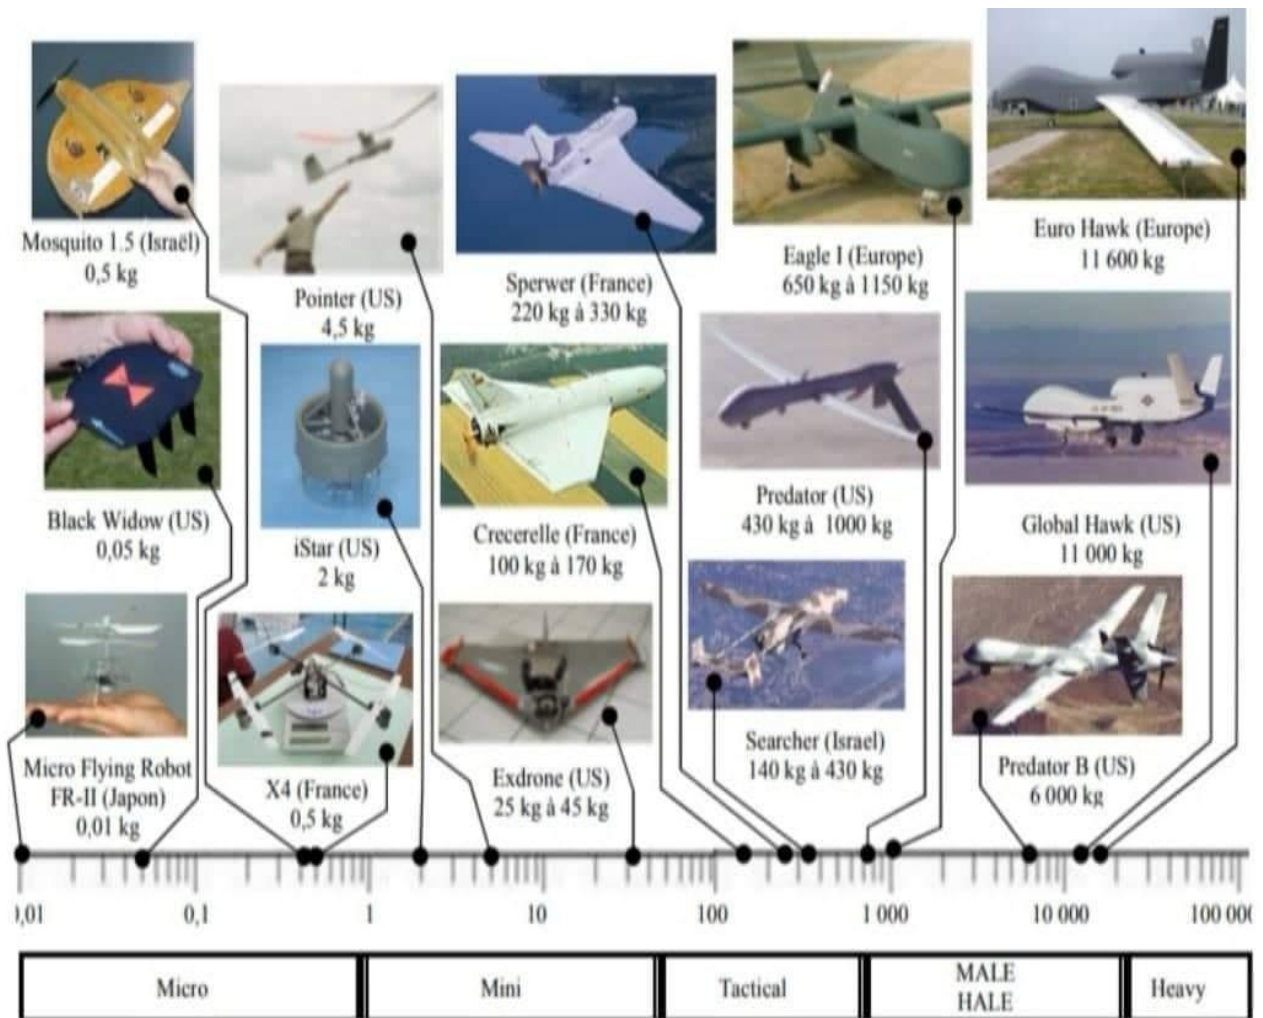 Mosquito 1.5 (Israël)
0,5 kg
Black Widow (US)
0,05 kg
Micro Flying Robot
FR-II (Japon)
0,01 kg
Pointer (US)
4,5 kg
iStar (US)
2 kg
X4 (France)
0,5 kg
Sperwer (France)
220 kg à 330 kg
Crecerelle (France)
100 kg à 170 kg
Exdrone (US)
25 kg à 45 kg
Eagle I (Europe)
650 kg à 1150 kg
Predator (US)
430 kg à 1000 kg
Searcher (Israel)
140 kg à 430 kg
Euro Hawk (Europe)
11 600 kg
Global Hawk (US)
11 000 kg
Predator B (US)
6 000 kg
,01 0,1 1 10 100 1 000 10 000 100 00
Micro Mini Tactical MALE Heavy
HALE